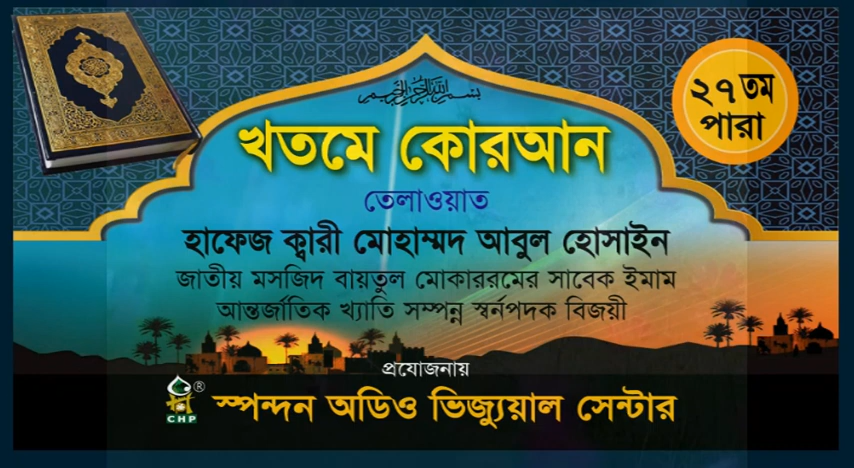 بسم الله الرحمن الرحيم
২৭তম
পারা
খতমে কোরআন
তেলাওয়াত
হাফেজ ক্বারী মোহাম্মদ আবুল হোসাইন
জাতীয় মসজিদ বায়তুল মোকাররমের সাবেক ইমাম
আন্তর্জাতিক খ্যাতি সম্পন্ন স্বর্নপদক বিজয়ী
প্রযোজনায়
CHP ®
স্পন্দন অডিও ভিজ্যুয়াল সেন্টার